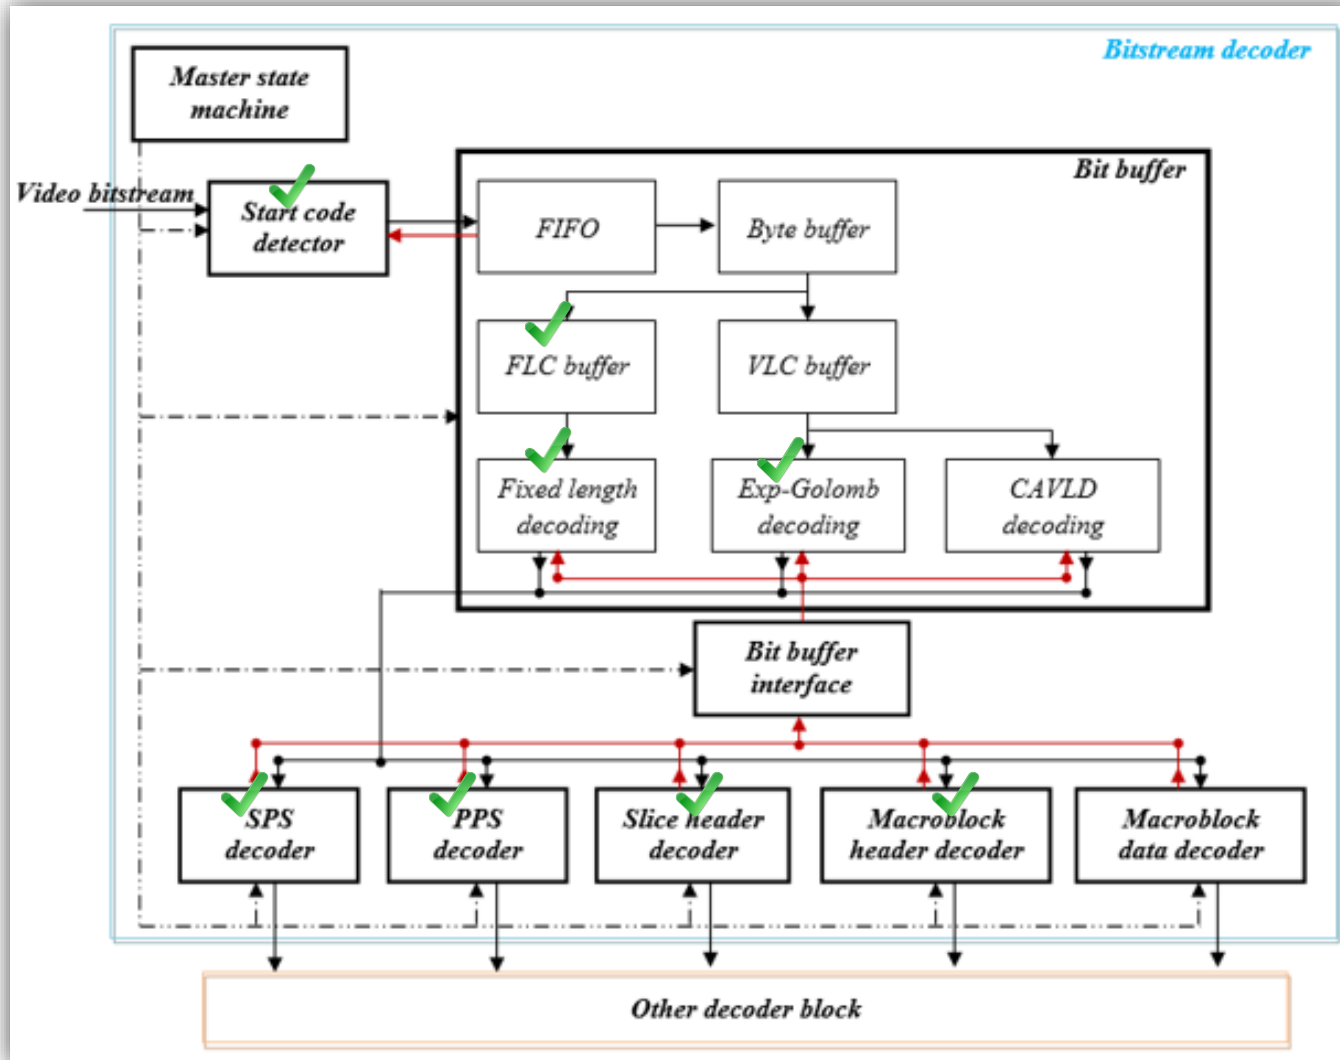 Bitstream decoder
Master state
machine
Bit buffer
Video bitstream
Start code
detector
FIFO
Byte buffer
FLC buffer
VLC buffer
Fixed length
decoding
Exp-Golomb
decoding
CAVLD
decoding
Bit buffer
interface
SPS
decoder
PPS
decoder
Slice header
decoder
Macroblock
header decoder
Macroblock
data decoder
Other decoder block